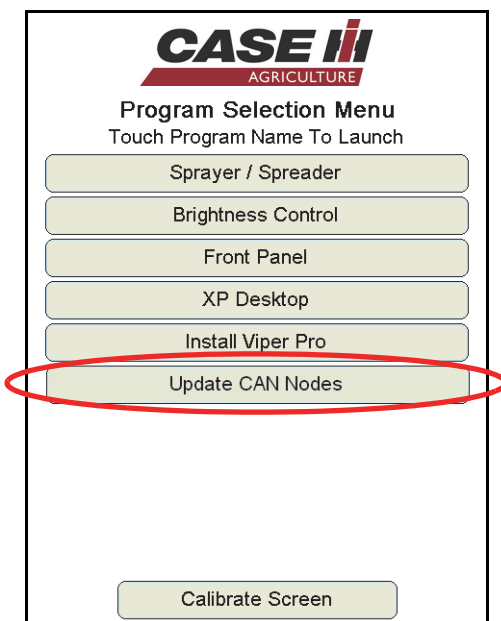 CASE IH
AGRICULTURE
Program Selection Menu
Touch Program Name To Launch
Sprayer / Spreader
Brightness Control
Front Panel
XP Desktop
Install Viper Pro
Update CAN Nodes
Calibrate Screen